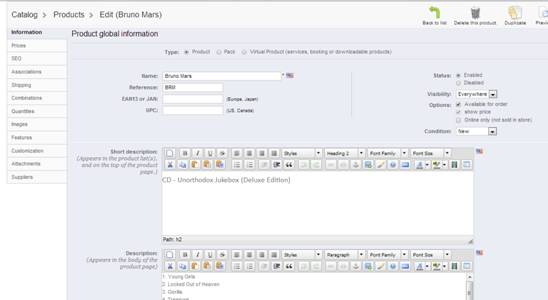 Catalog > Products > Edit (Bruno Mars)
Back to list Delete this product Duplicate
Information
Prices
SEO
Associations
Shipping
Combinations
Quantities
Images
Features
Customization
Attachments
Suppliers
Product global information
Type: Product Pack Virtual Product (services, booking or downloadable products)
Name: Bruno Mars *
Reference: BRM
EAN13 or JAN: (Europe, Japan)
UPC: (US, Canada)
Status: Enabled
Disabled
Visibility: Everywhere
Options: Available for order
show price
Online only (not sold in store)
Condition: New
Short description:
(Appears in the product list(s),
and on the top of the product
page.)
Styles Heading 2 Font Family Font Size
CD - Unorthodox Jukebox (Deluxe Edition)
Path: h2
Description:
(Appears in the body of the
product page)
Styles Paragraph Font Family Font Size
1. Young Girls
2. Locked Out of Heaven
3. Gorilla